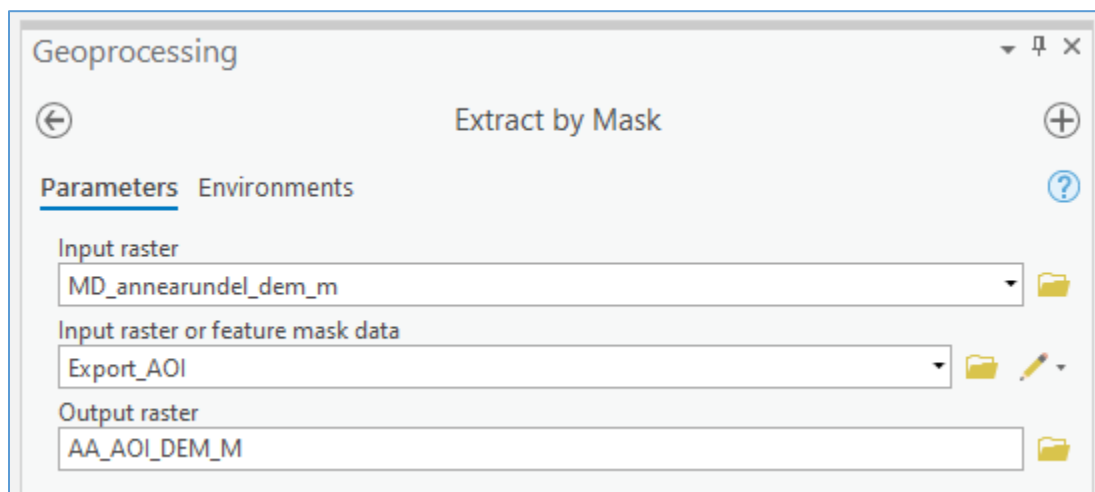 Geoprocessing
Extract by Mask
Parameters Environments
?
Input raster
MD_annearundel_dem_m
Input raster or feature mask data
Export_AOI
Output raster
AA_AOI_DEM_M